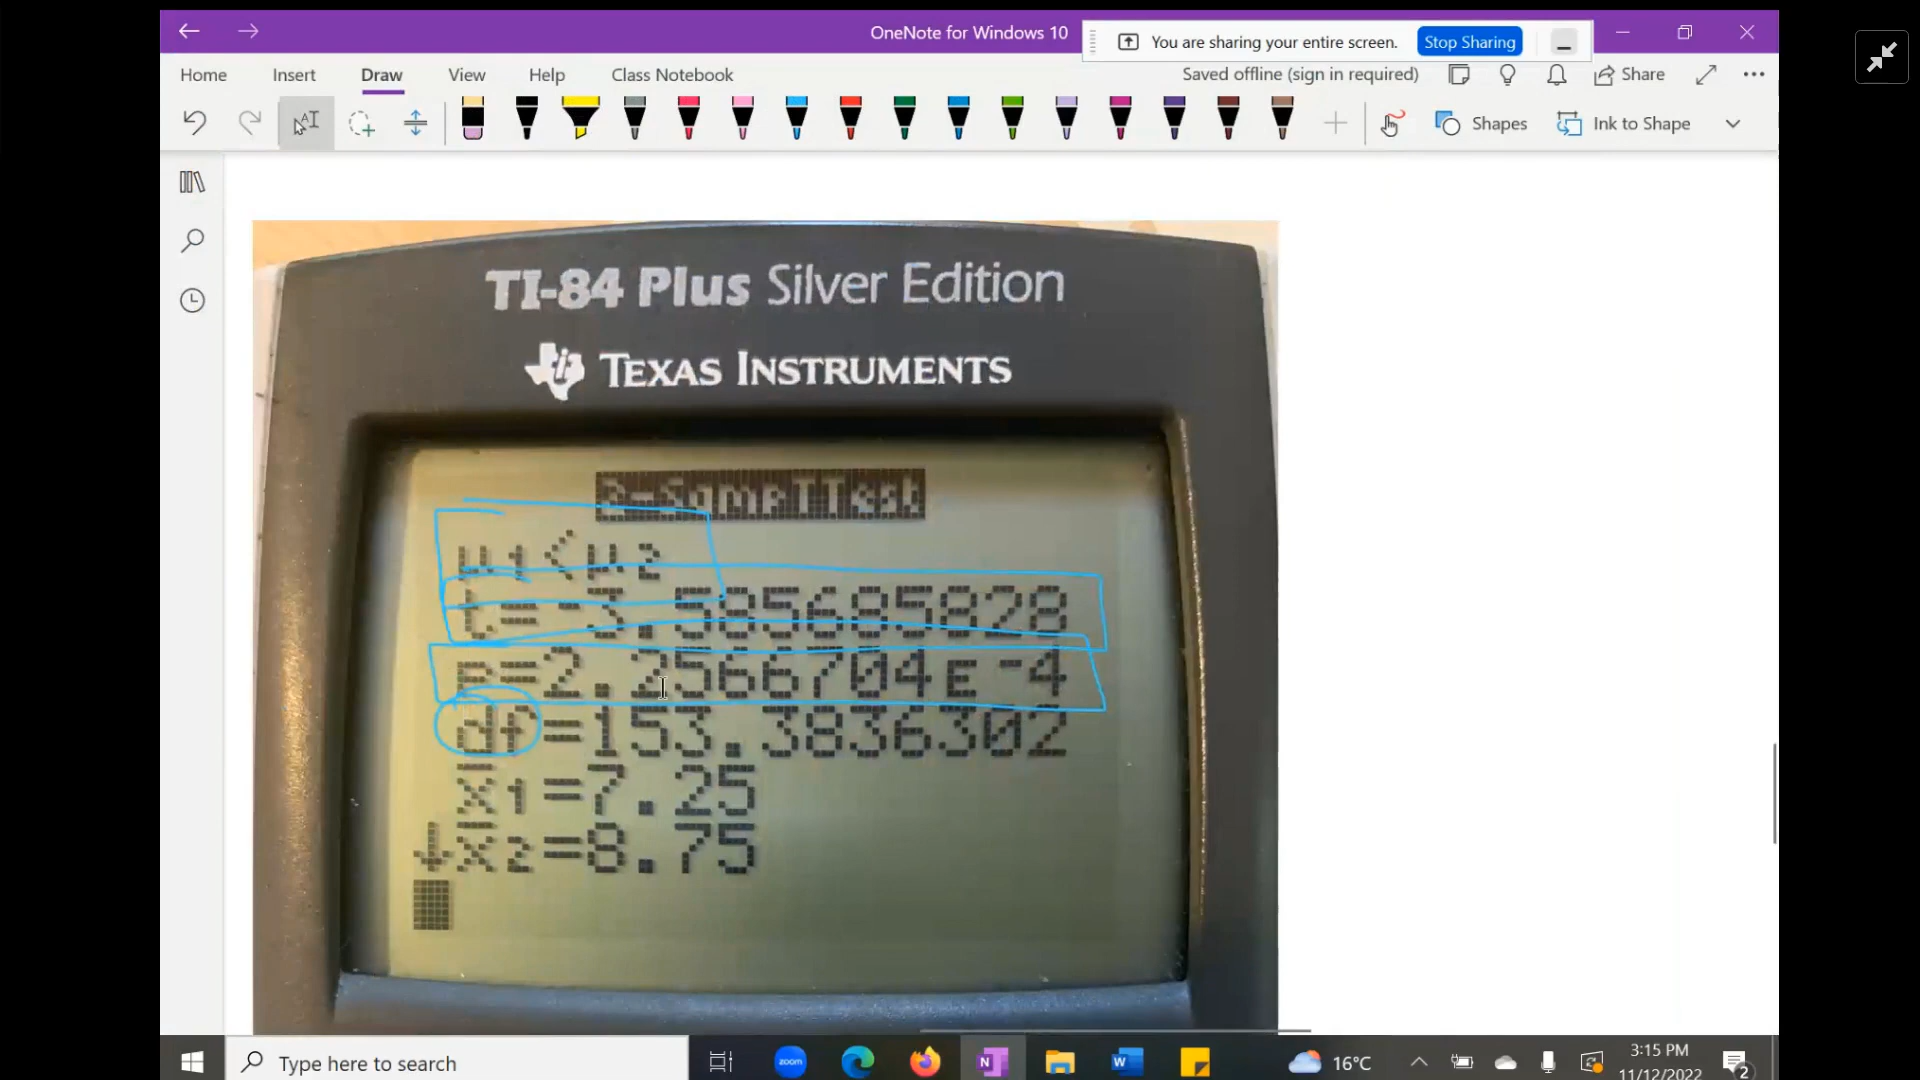 OneNote for Windows 10
You are sharing your entire screen. Stop Sharing
Home Insert Draw View Help Class Notebook
Saved offline (sign in required) Share
Shapes Ink to Shape
TI-84 Plus Silver Edition
TEXAS INSTRUMENTS
2-SampTTest
μ1<μ2
t=-3.585685828
p=2.2566704E-4
df=153.3836302
x̄1=7.25
↓x̄2=8.75
Type here to search
zoom
N
W
16°C
3:15 PM
11/12/2022
2